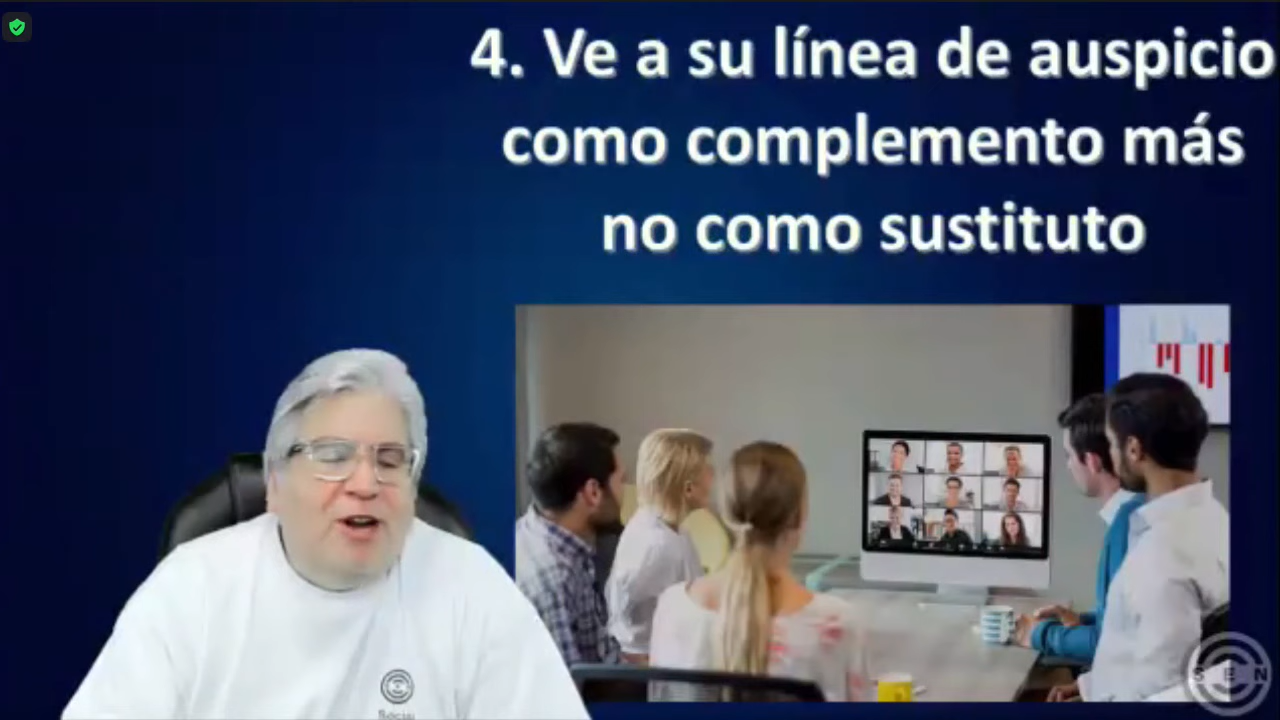 4. Ve a su línea de auspicio
como complemento más
no como sustituto
S E N